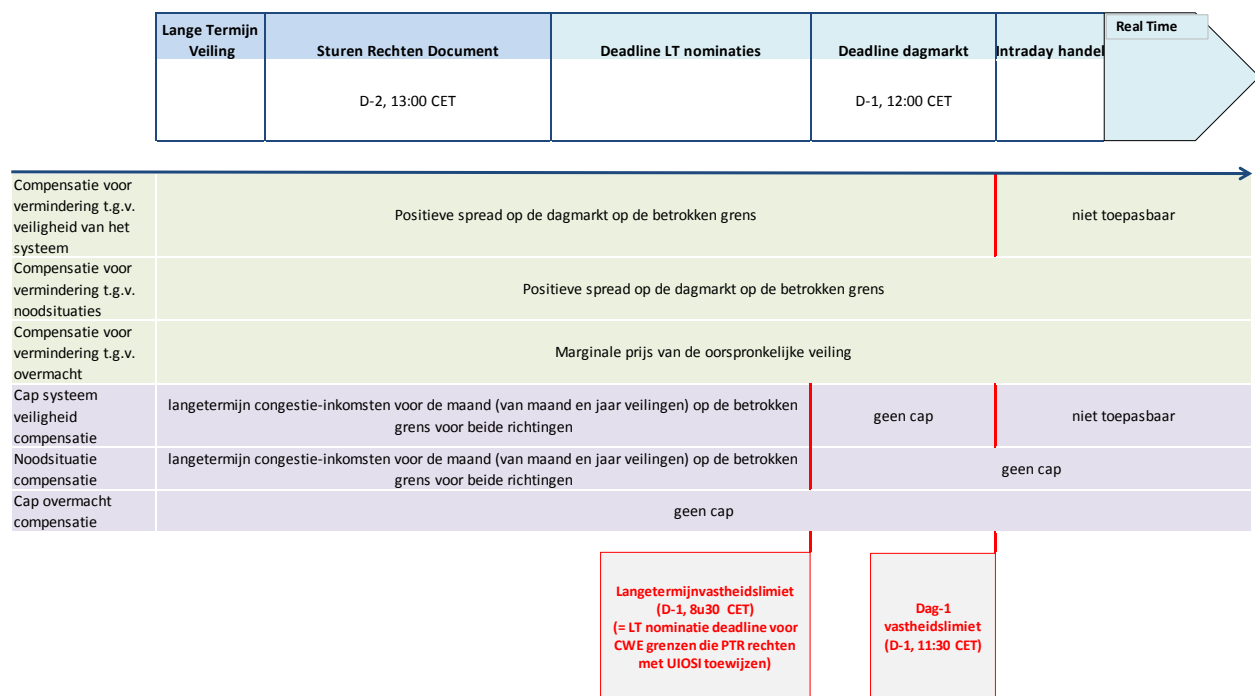 Lange Termijn
Veiling
Sturen Rechten Document
Deadline LT nominaties
Deadline dagmarkt
Intraday handel
Real Time
D-2, 13:00 CET
D-1, 12:00 CET
Compensatie voor
vermindering t.g.v.
veiligheid van het
systeem
Positieve spread op de dagmarkt op de betrokken grens
niet toepasbaar
Compensatie voor
vermindering t.g.v.
noodsituaties
Positieve spread op de dagmarkt op de betrokken grens
Compensatie voor
vermindering t.g.v.
overmacht
Marginale prijs van de oorspronkelijke veiling
Cap systeem
veiligheid
compensatie
langetermijn congestie-inkomsten voor de maand (van maand en jaar veilingen) op de betrokken
grens voor beide richtingen
geen cap
niet toepasbaar
Noodsituatie
compensatie
langetermijn congestie-inkomsten voor de maand (van maand en jaar veilingen) op de betrokken
grens voor beide richtingen
geen cap
Cap overmacht
compensatie
geen cap
Langetermijnvastheidslimiet
(D-1, 8u30 CET)
(= LT nominatie deadline voor
CWE grenzen die PTR rechten
met UIOSI toewijzen)
Dag-1
vastheidslimiet
(D-1, 11:30 CET)